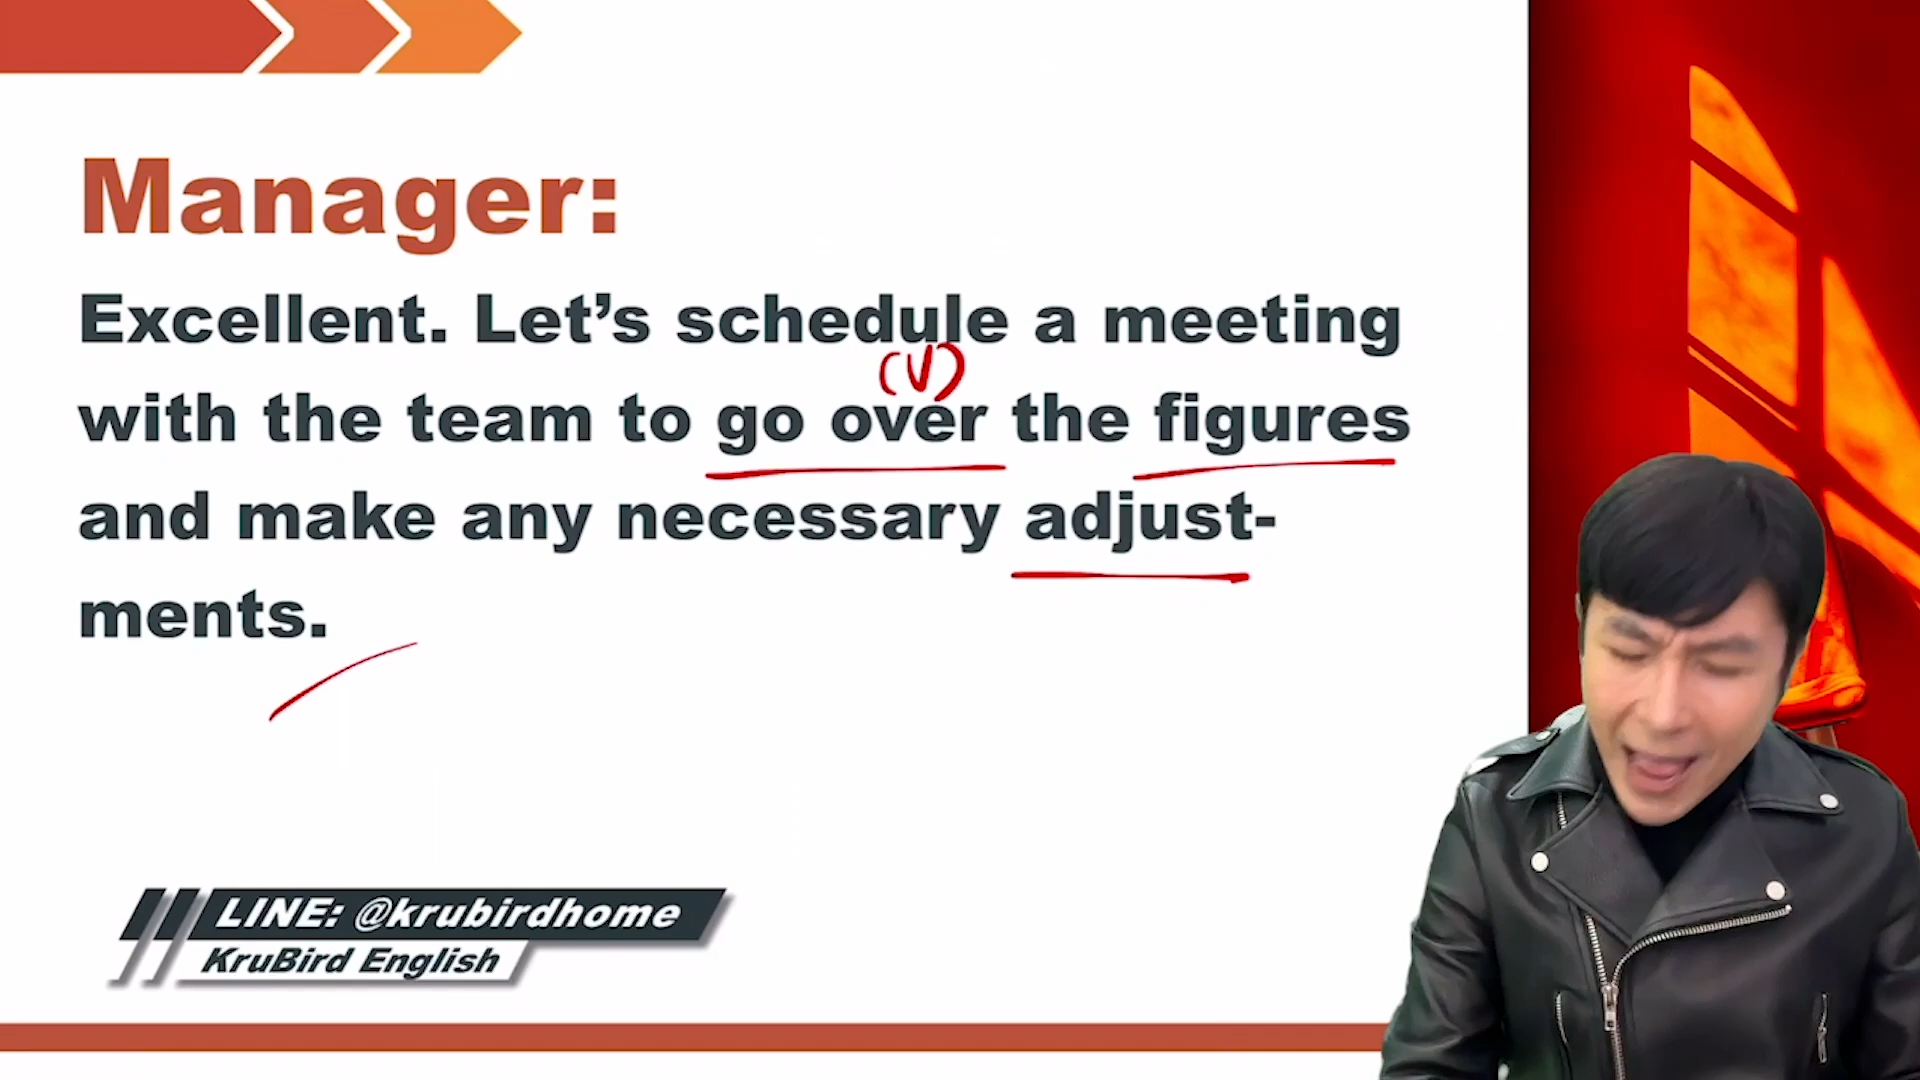 Manager:
Excellent. Let’s schedule a meeting
(V)
with the team to go over the figures
and make any necessary adjust-
ments.
LINE: @krubirdhome
KruBird English